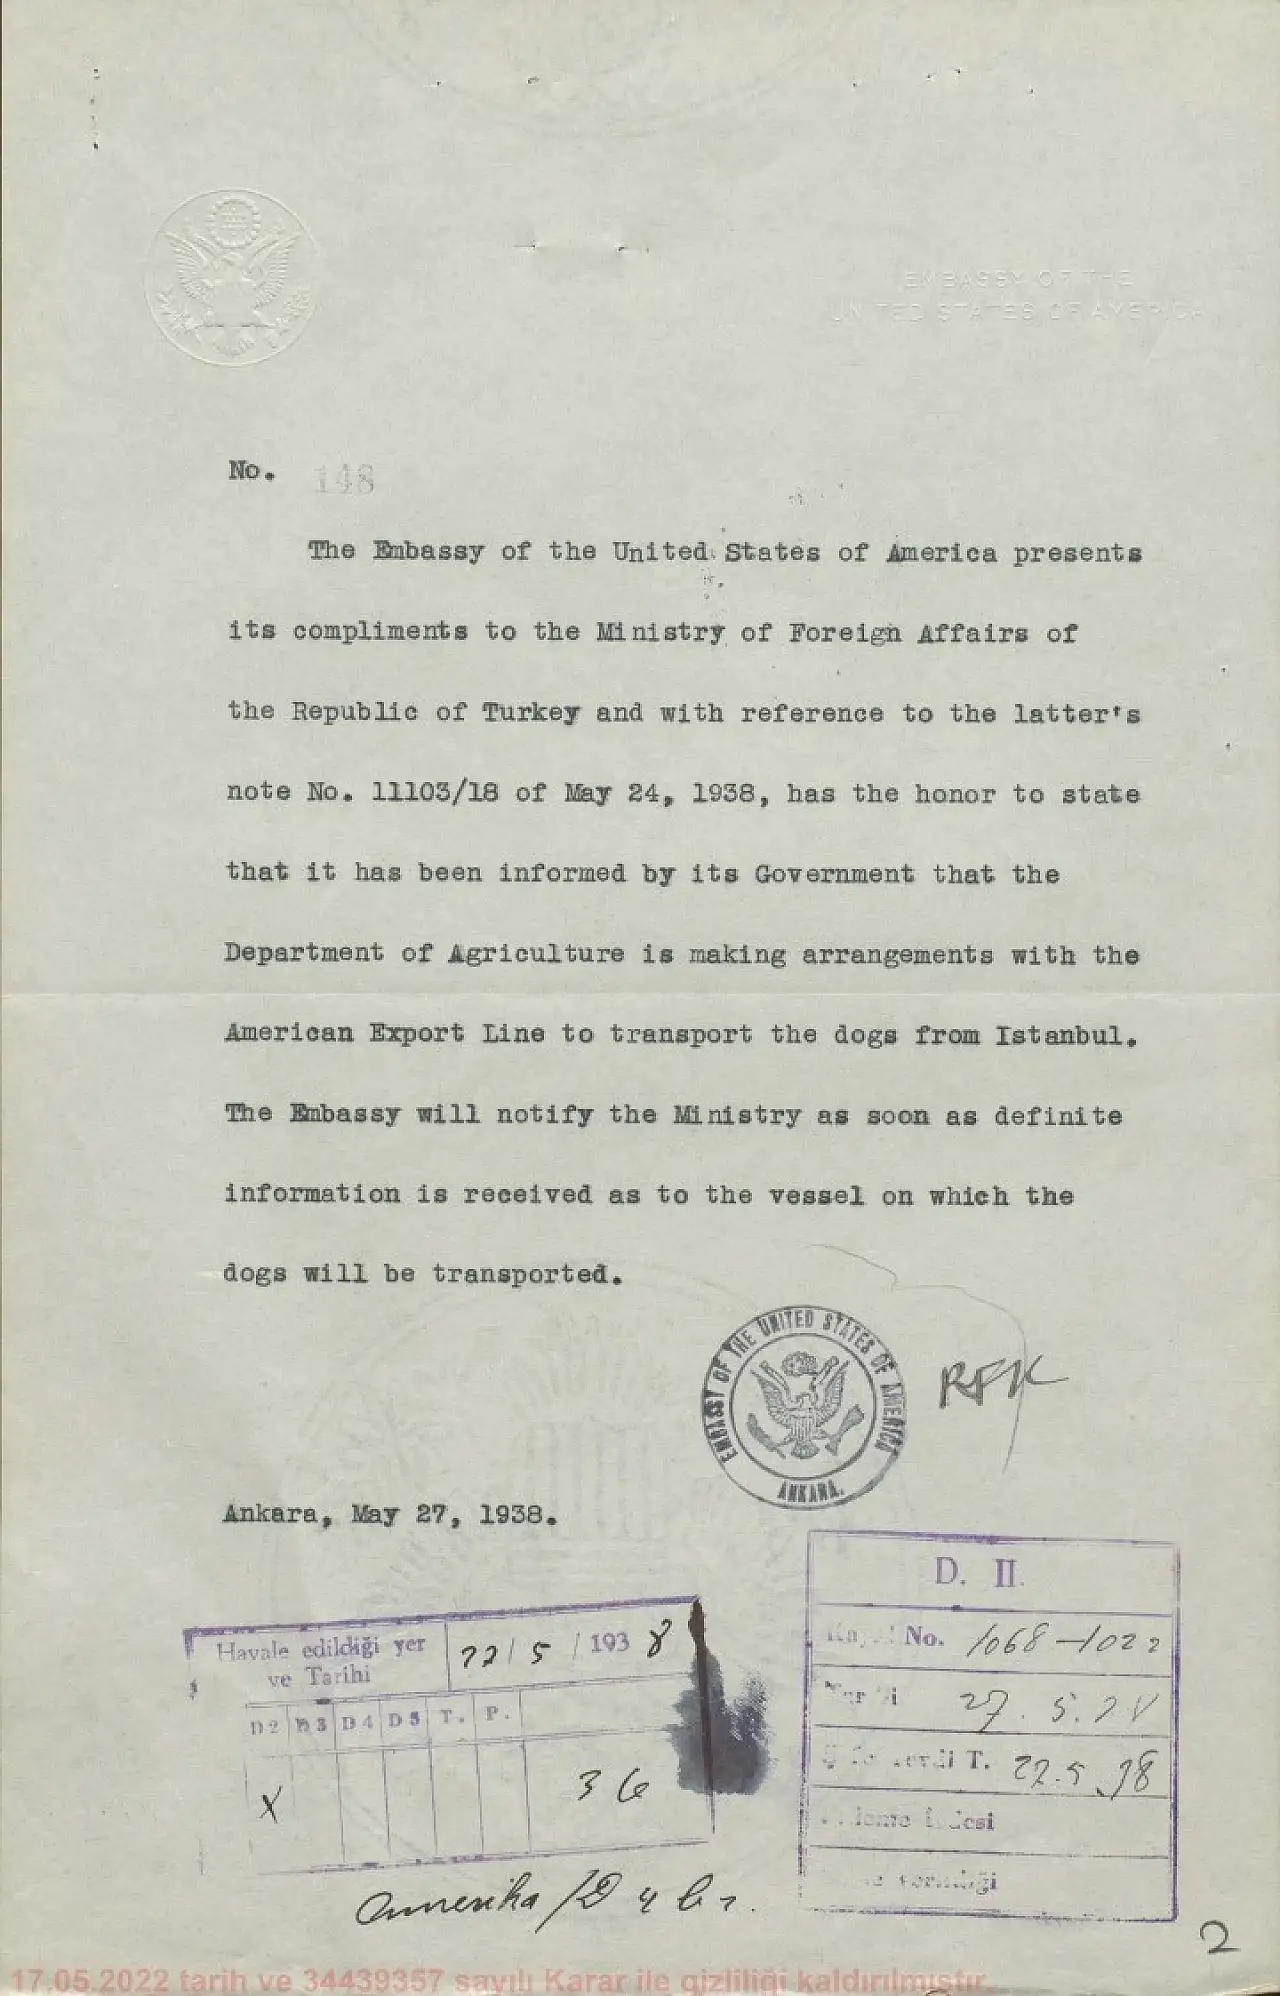 EMBASSY OF THE
UNITED STATES OF AMERICA
No. 148
The Embassy of the United States of America presents
its compliments to the Ministry of Foreign Affairs of
the Republic of Turkey and with reference to the latter's
note No. 11103/18 of May 24, 1938, has the honor to state
that it has been informed by its Government that the
Department of Agriculture is making arrangements with the
American Export Line to transport the dogs from Istanbul.
The Embassy will notify the Ministry as soon as definite
information is received as to the vessel on which the
dogs will be transported.
EMBASSY OF THE UNITED STATES OF AMERICA
ANKARA.
RFK
Ankara, May 27, 1938.
D. II.
Havale edildiği yer
ve Tarihi
27/5/1938
D2 D3 D4 D5 T. P.
X
36
No. 1068-1022
27.5.
T. 27.5.38
Amerika
2
17.05.2022 tarih ve 34439357 sayılı Karar ile gizliliği kaldırılmıştır.